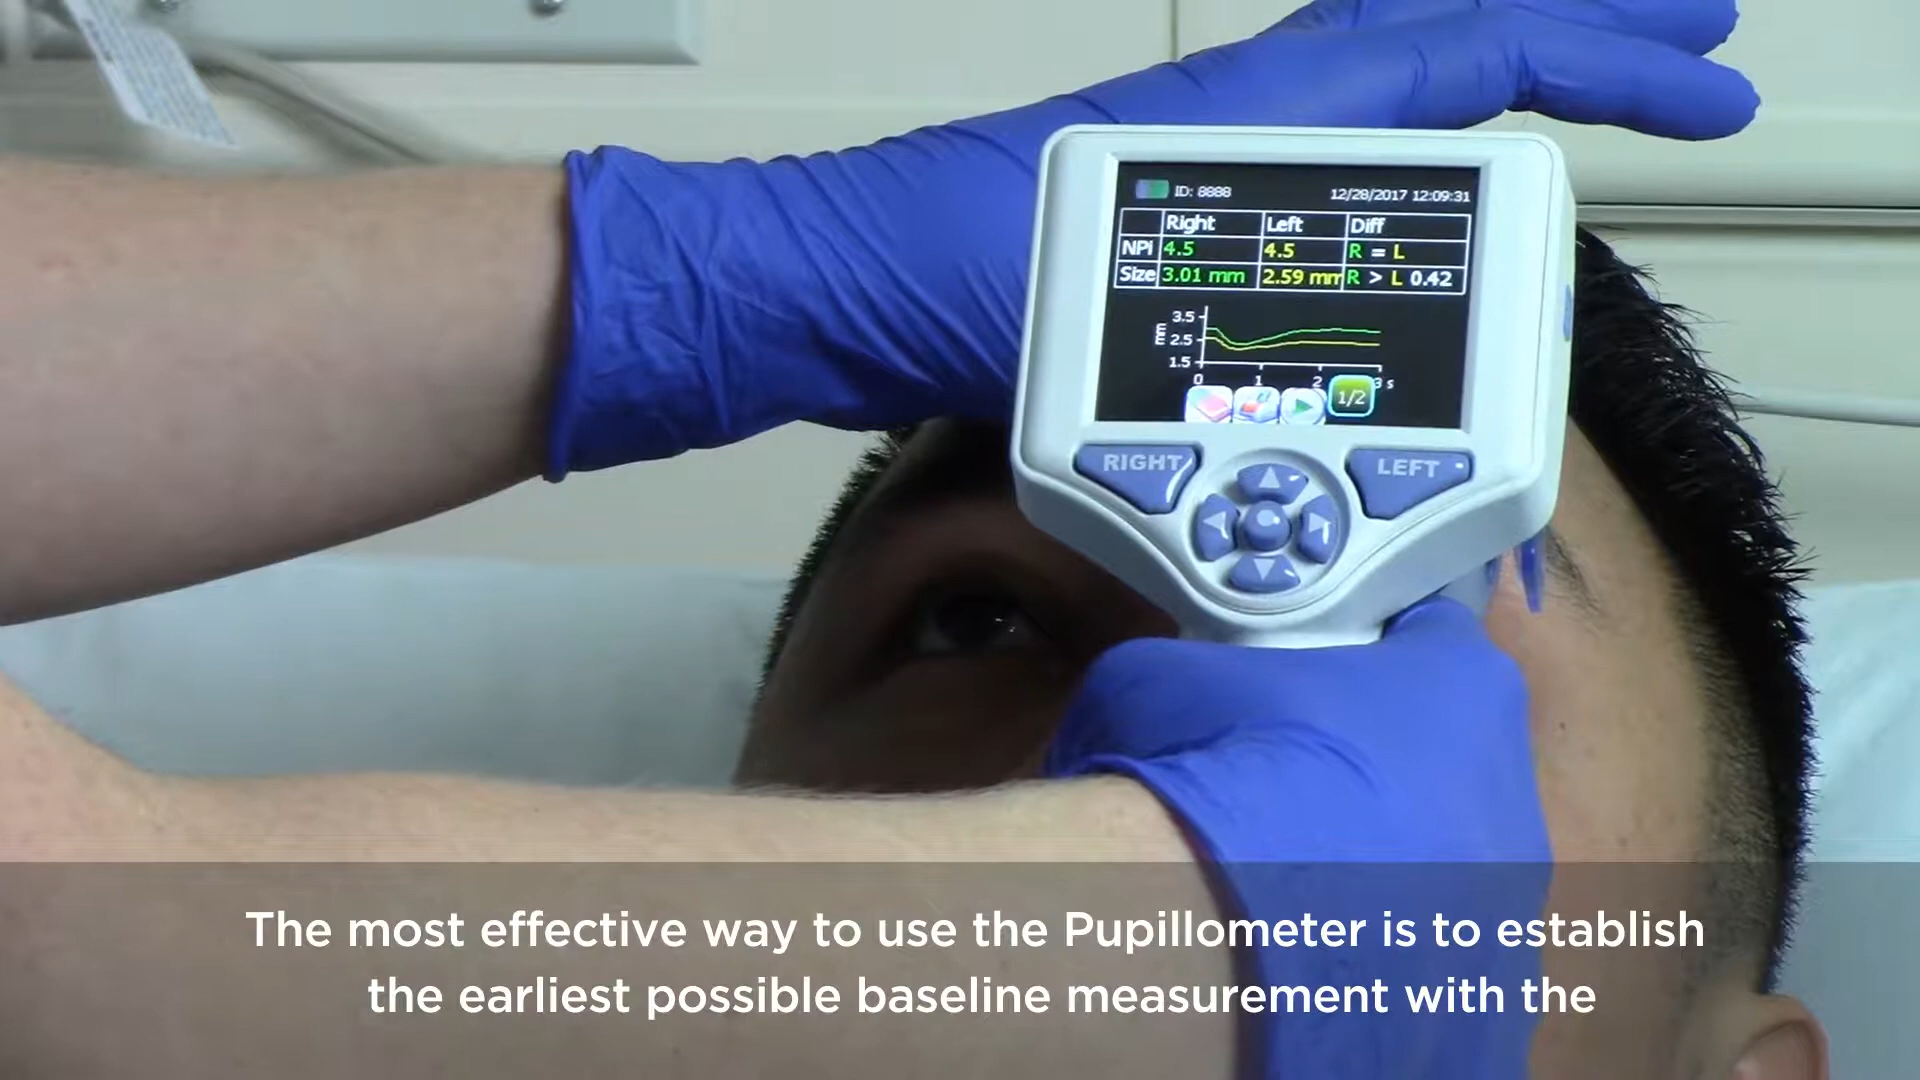 ID: 8888 12/28/2017 12:09:31
Right Left Diff
NPi 4.5 4.5 R = L
Size 3.01 mm 2.59 mm R > L 0.42
3.5
mm 2.5
1.5
0 1 2 3 s
1/2
RIGHT LEFT
The most effective way to use the Pupillometer is to establish
the earliest possible baseline measurement with the